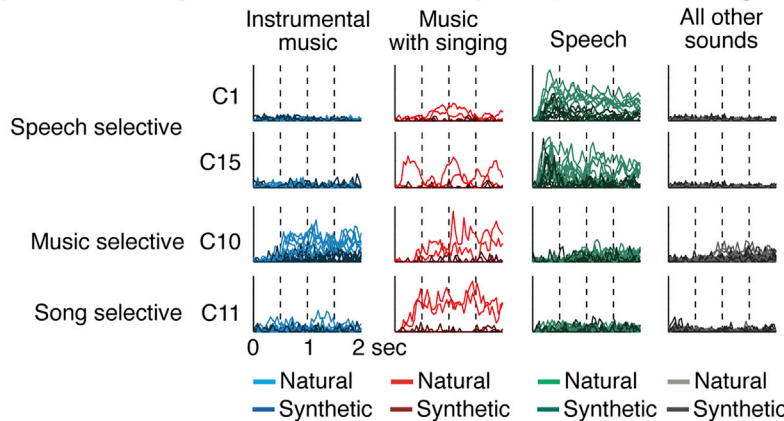 Instrumental music
Music with singing
Speech
All other sounds
Speech selective
C1
C15
Music selective
C10
Song selective
C11
0 1 2 sec
Natural Natural Natural Natural
Synthetic Synthetic Synthetic Synthetic